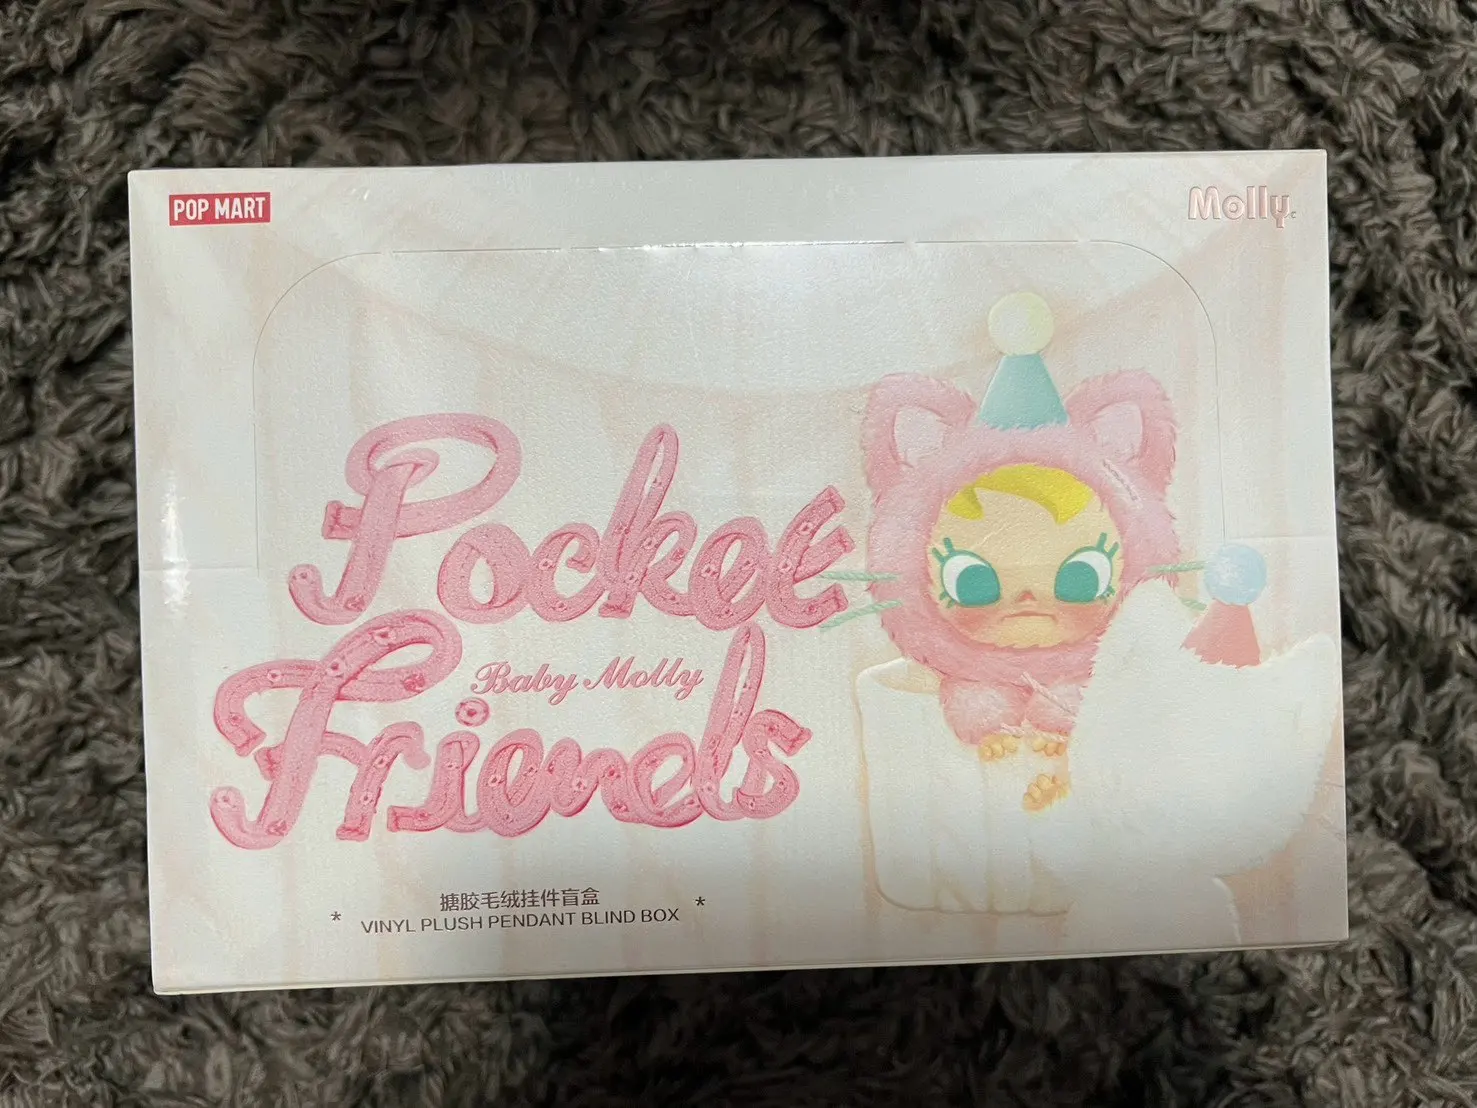 POP MART
Molly
Pocket
Baby Molly
Friends
搪胶毛绒挂件盲盒
* VINYL PLUSH PENDANT BLIND BOX *